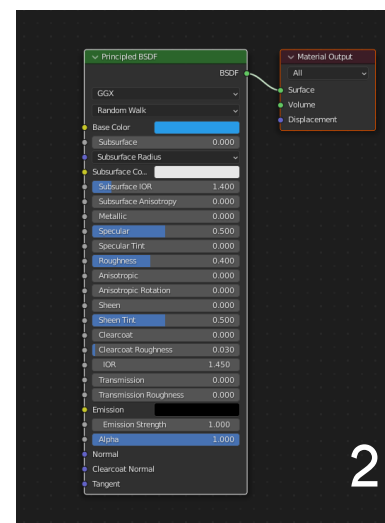 Principled BSDF
BSDF
GGX
Random Walk
Base Color
Subsurface 0.000
Subsurface Radius
Subsurface Co...
Subsurface IOR 1.400
Subsurface Anisotropy 0.000
Metallic 0.000
Specular 0.500
Specular Tint 0.000
Roughness 0.400
Anisotropic 0.000
Anisotropic Rotation 0.000
Sheen 0.000
Sheen Tint 0.500
Clearcoat 0.000
Clearcoat Roughness 0.030
IOR 1.450
Transmission 0.000
Transmission Roughness 0.000
Emission
Emission Strength 1.000
Alpha 1.000
Normal
Clearcoat Normal
Tangent
Material Output
All
Surface
Volume
Displacement
2